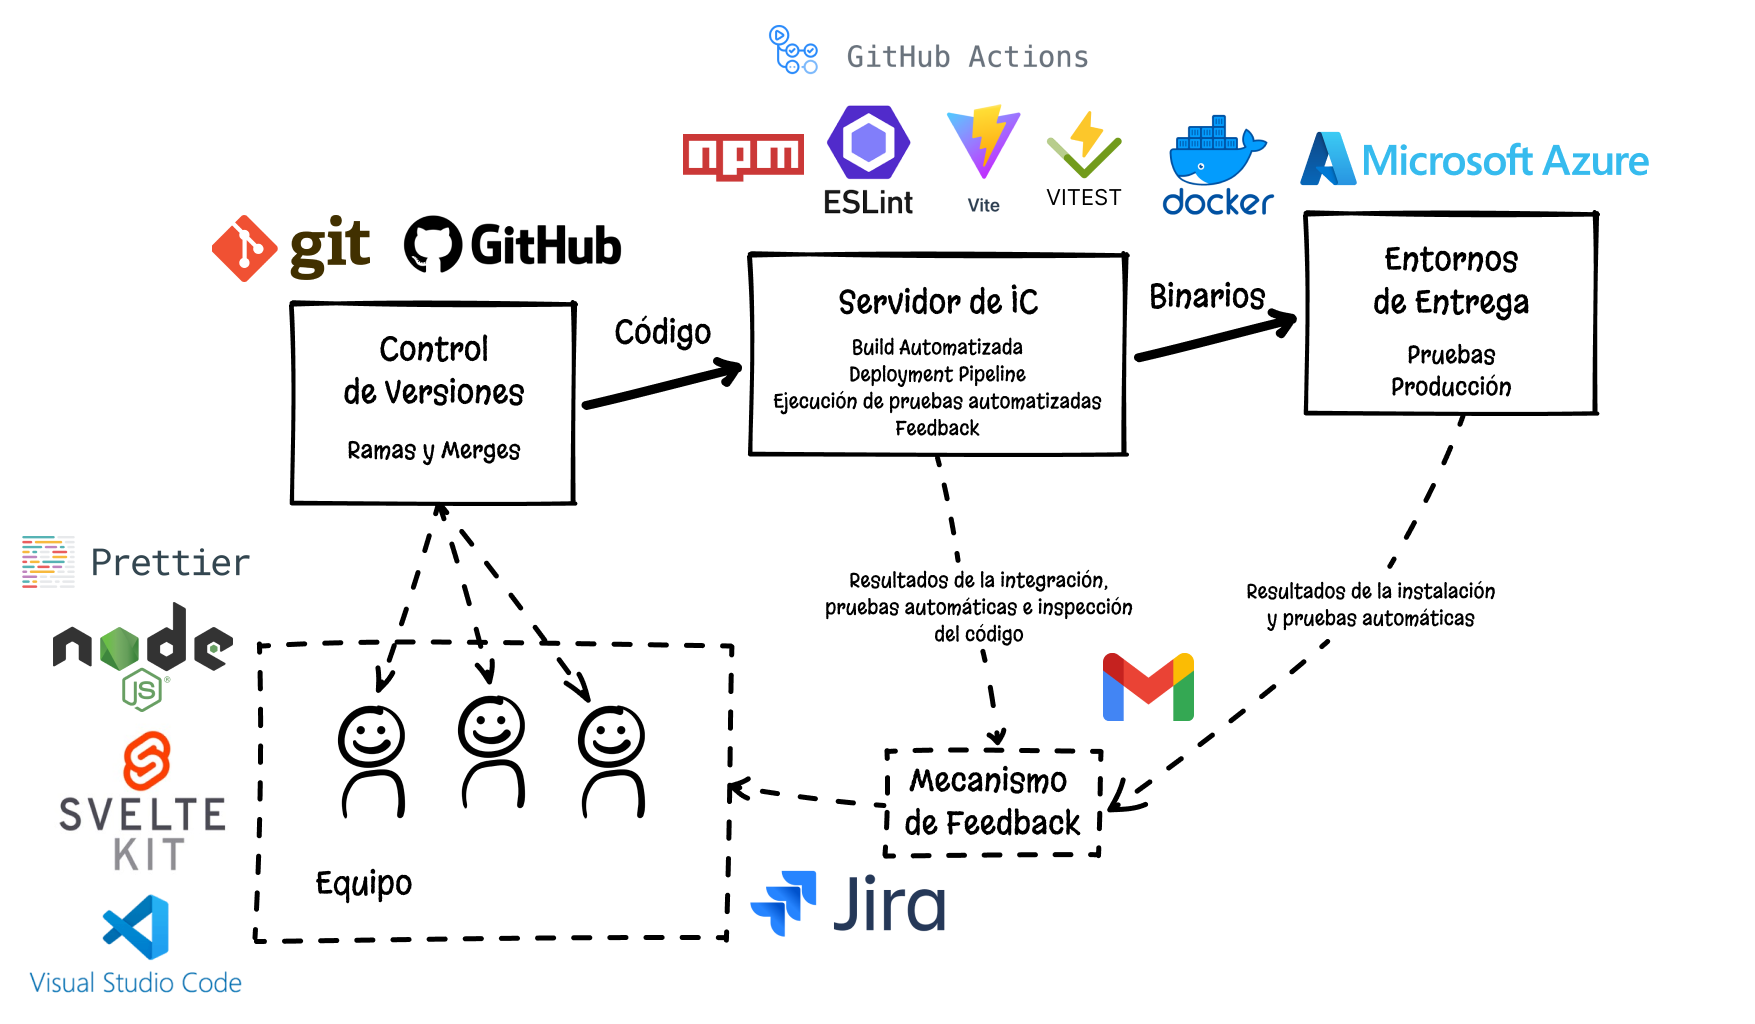 GitHub Actions
npm
ESLint
Vite
VITEST
docker
Microsoft Azure
git
GitHub
Control
de Versiones
Ramas y Merges
Código
Servidor de iC
Build Automatizada
Deployment Pipeline
Ejecución de pruebas automatizadas
Feedback
Binarios
Entornos
de Entrega
Pruebas
Producción
Prettier
node
JS
SVELTE
KIT
Visual Studio Code
Equipo
Resultados de la integración,
pruebas automáticas e inspección
del código
Resultados de la instalación
y pruebas automáticas
Mecanismo
de Feedback
Jira